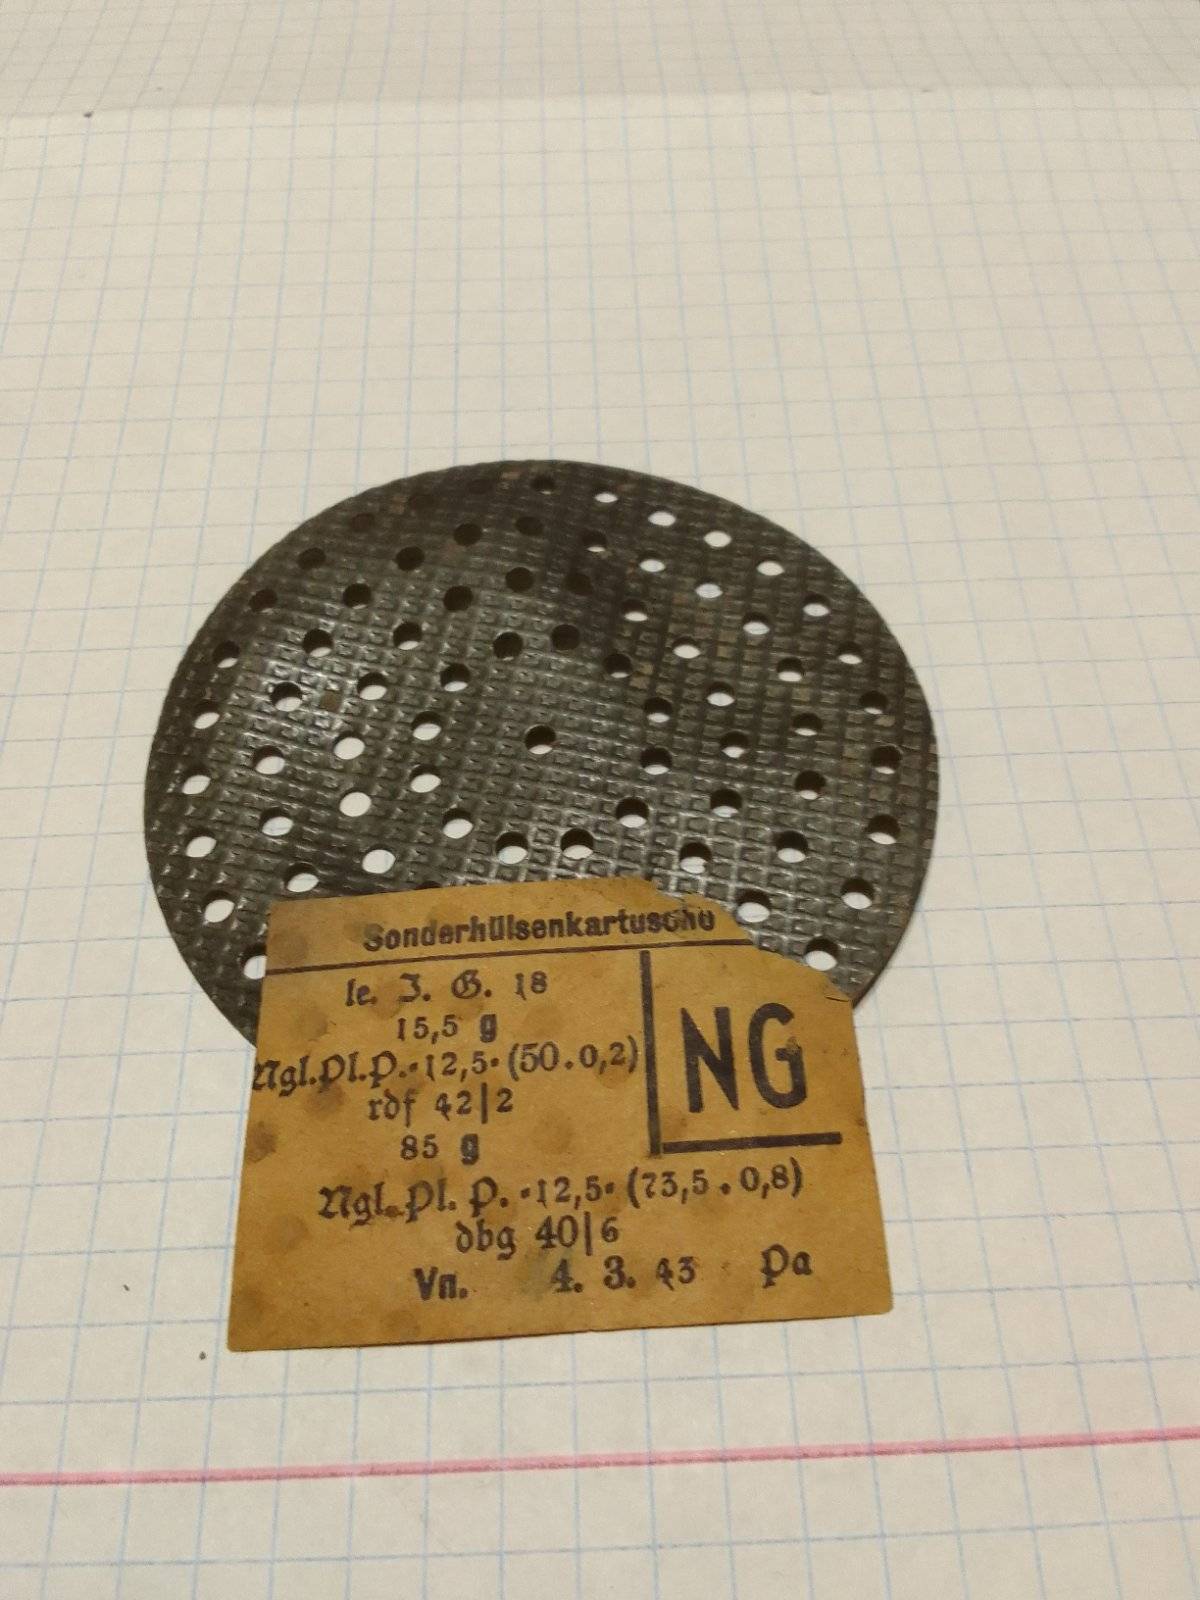 Sonderhülsenkartusche
le. J. G. 18
15,5 g
NG
Ngl.Pl.P.-12,5-(50.0,2)
rdf 42|2
85 g
Ngl. Pl. P. -12,5- (73,5 . 0,8)
dbg 40|6
Vn. 4. 3. 43 Pa